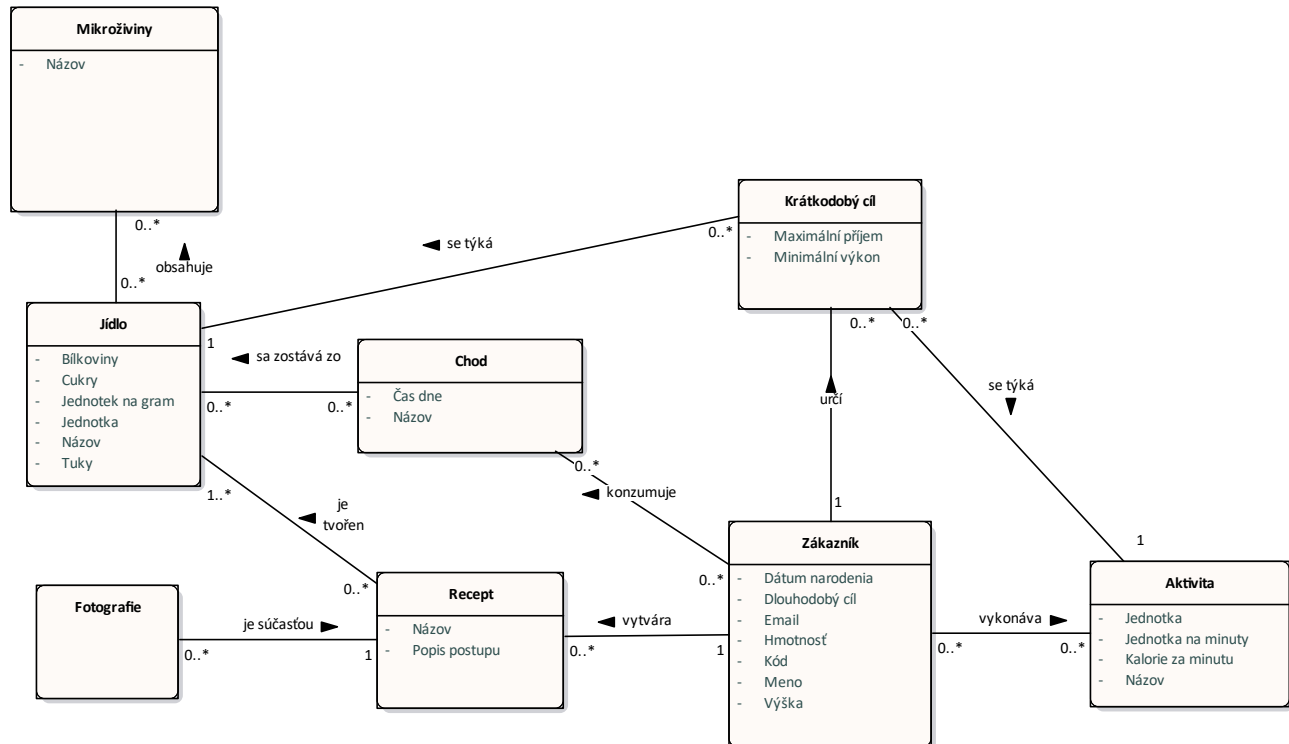 Mikroživiny
- Názov
0..*
obsahuje
0..*
Krátkodobý cíl
- Maximální příjem
- Minimální výkon
0..*
se týká
0..*
0..*
Jídlo
- Bílkoviny
- Cukry
- Jednotek na gram
- Jednotka
- Názov
- Tuky
1
sa zostává zo
0..*
0..*
1..*
Chod
- Čas dne
- Názov
0..*
konzumuje
0..*
určí
1
se týká
1
je
tvořen
0..*
Fotografie
je súčasťou
0..*
1
Recept
- Názov
- Popis postupu
vytvára
0..*
1
Zákazník
- Dátum narodenia
- Dlouhodobý cíl
- Email
- Hmotnosť
- Kód
- Meno
- Výška
vykonáva
0..*
0..*
Aktivita
- Jednotka
- Jednotka na minuty
- Kalorie za minutu
- Názov